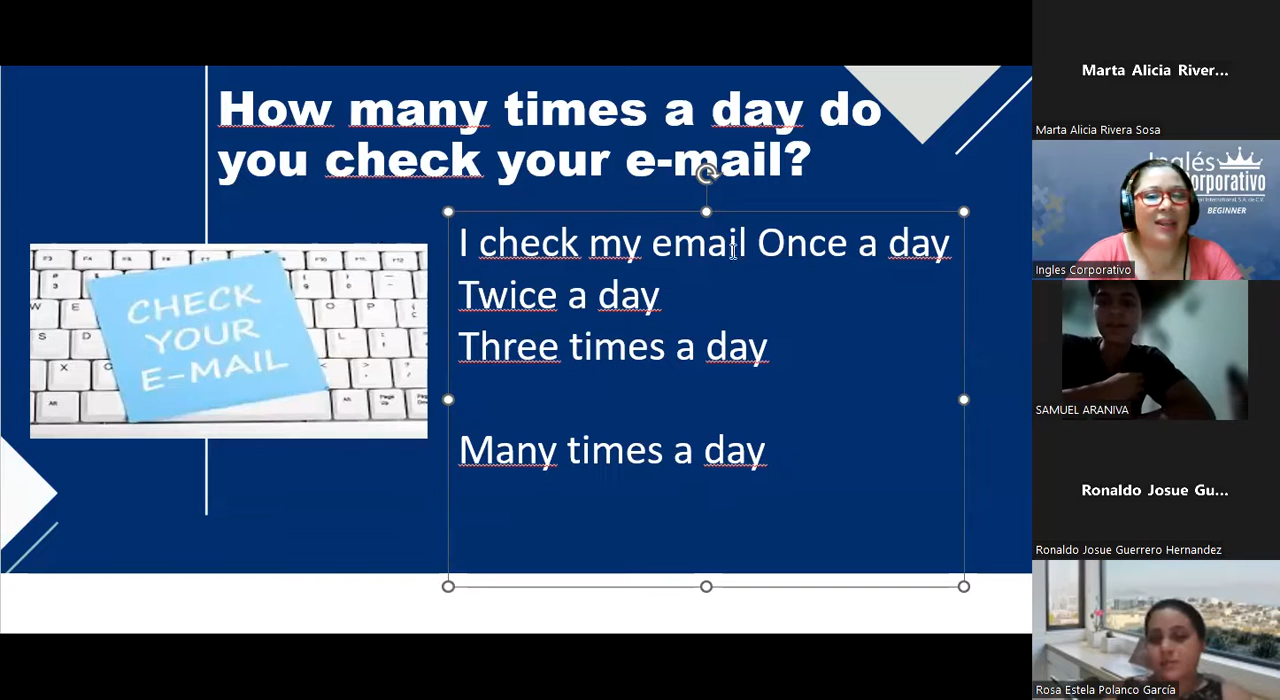 How many times a day do
you check your e-mail?
I check my email Once a day
Twice a day
Three times a day
Many times a day
CHECK
YOUR
E-MAIL
Marta Alicia River...
Marta Alicia Rivera Sosa
Inglés
Corporativo
BEGINNER
Ingles Corporativo
SAMUEL ARANIVA
Ronaldo Josue Gu...
Ronaldo Josue Guerrero Hernandez
Rosa Estela Polanco García